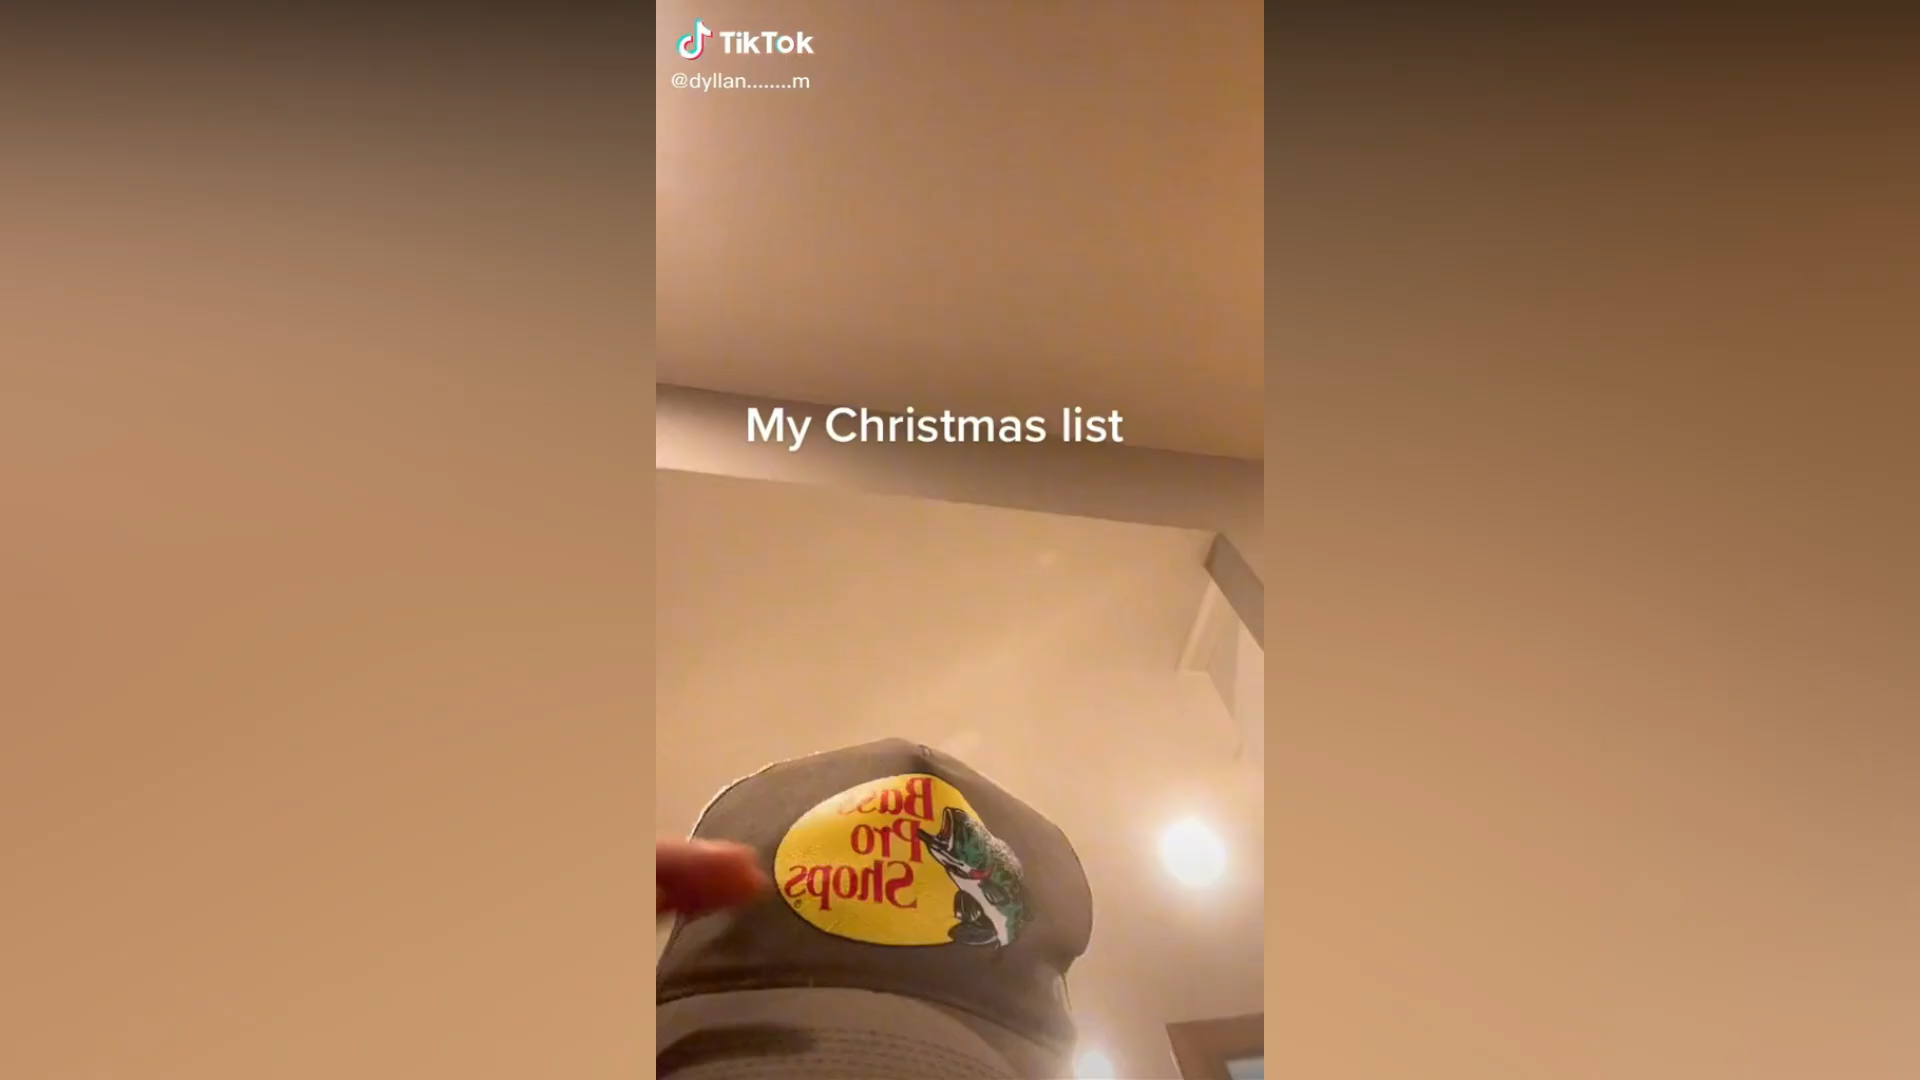 TikTok
@dyllan........m
My Christmas list
Bass
Pro
Shops